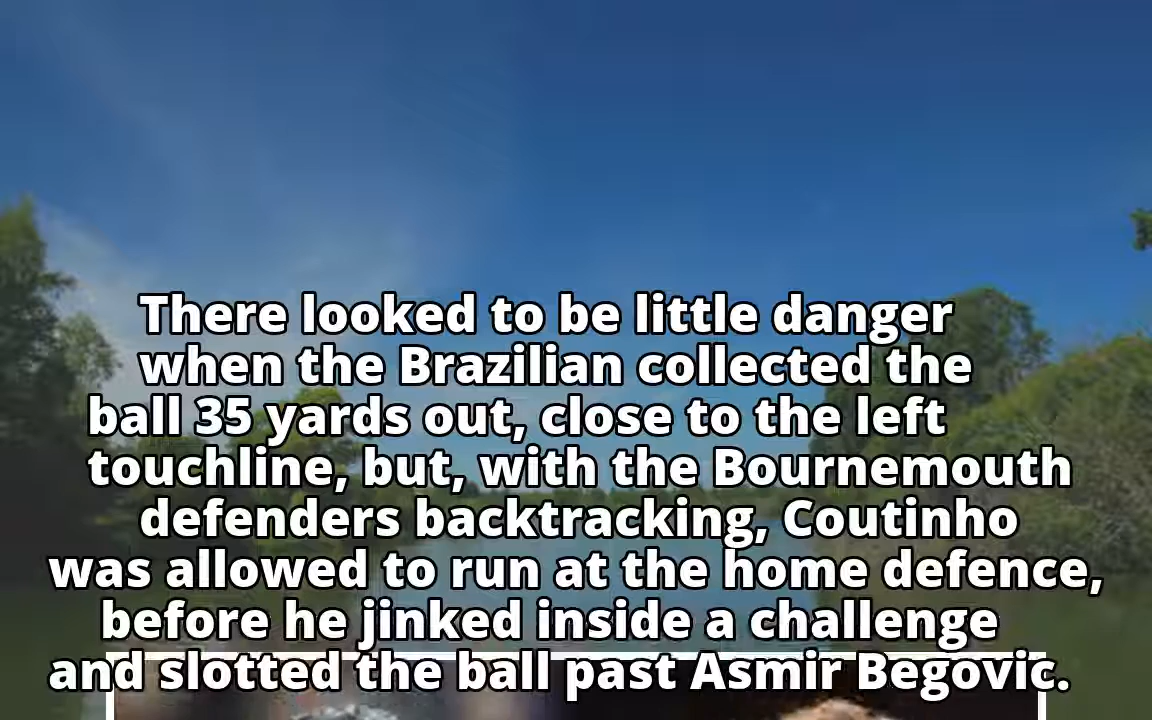 There looked to be little danger
when the Brazilian collected the
ball 35 yards out, close to the left
touchline, but, with the Bournemouth
defenders backtracking, Coutinho
was allowed to run at the home defence,
before he jinked inside a challenge
and slotted the ball past Asmir Begovic.